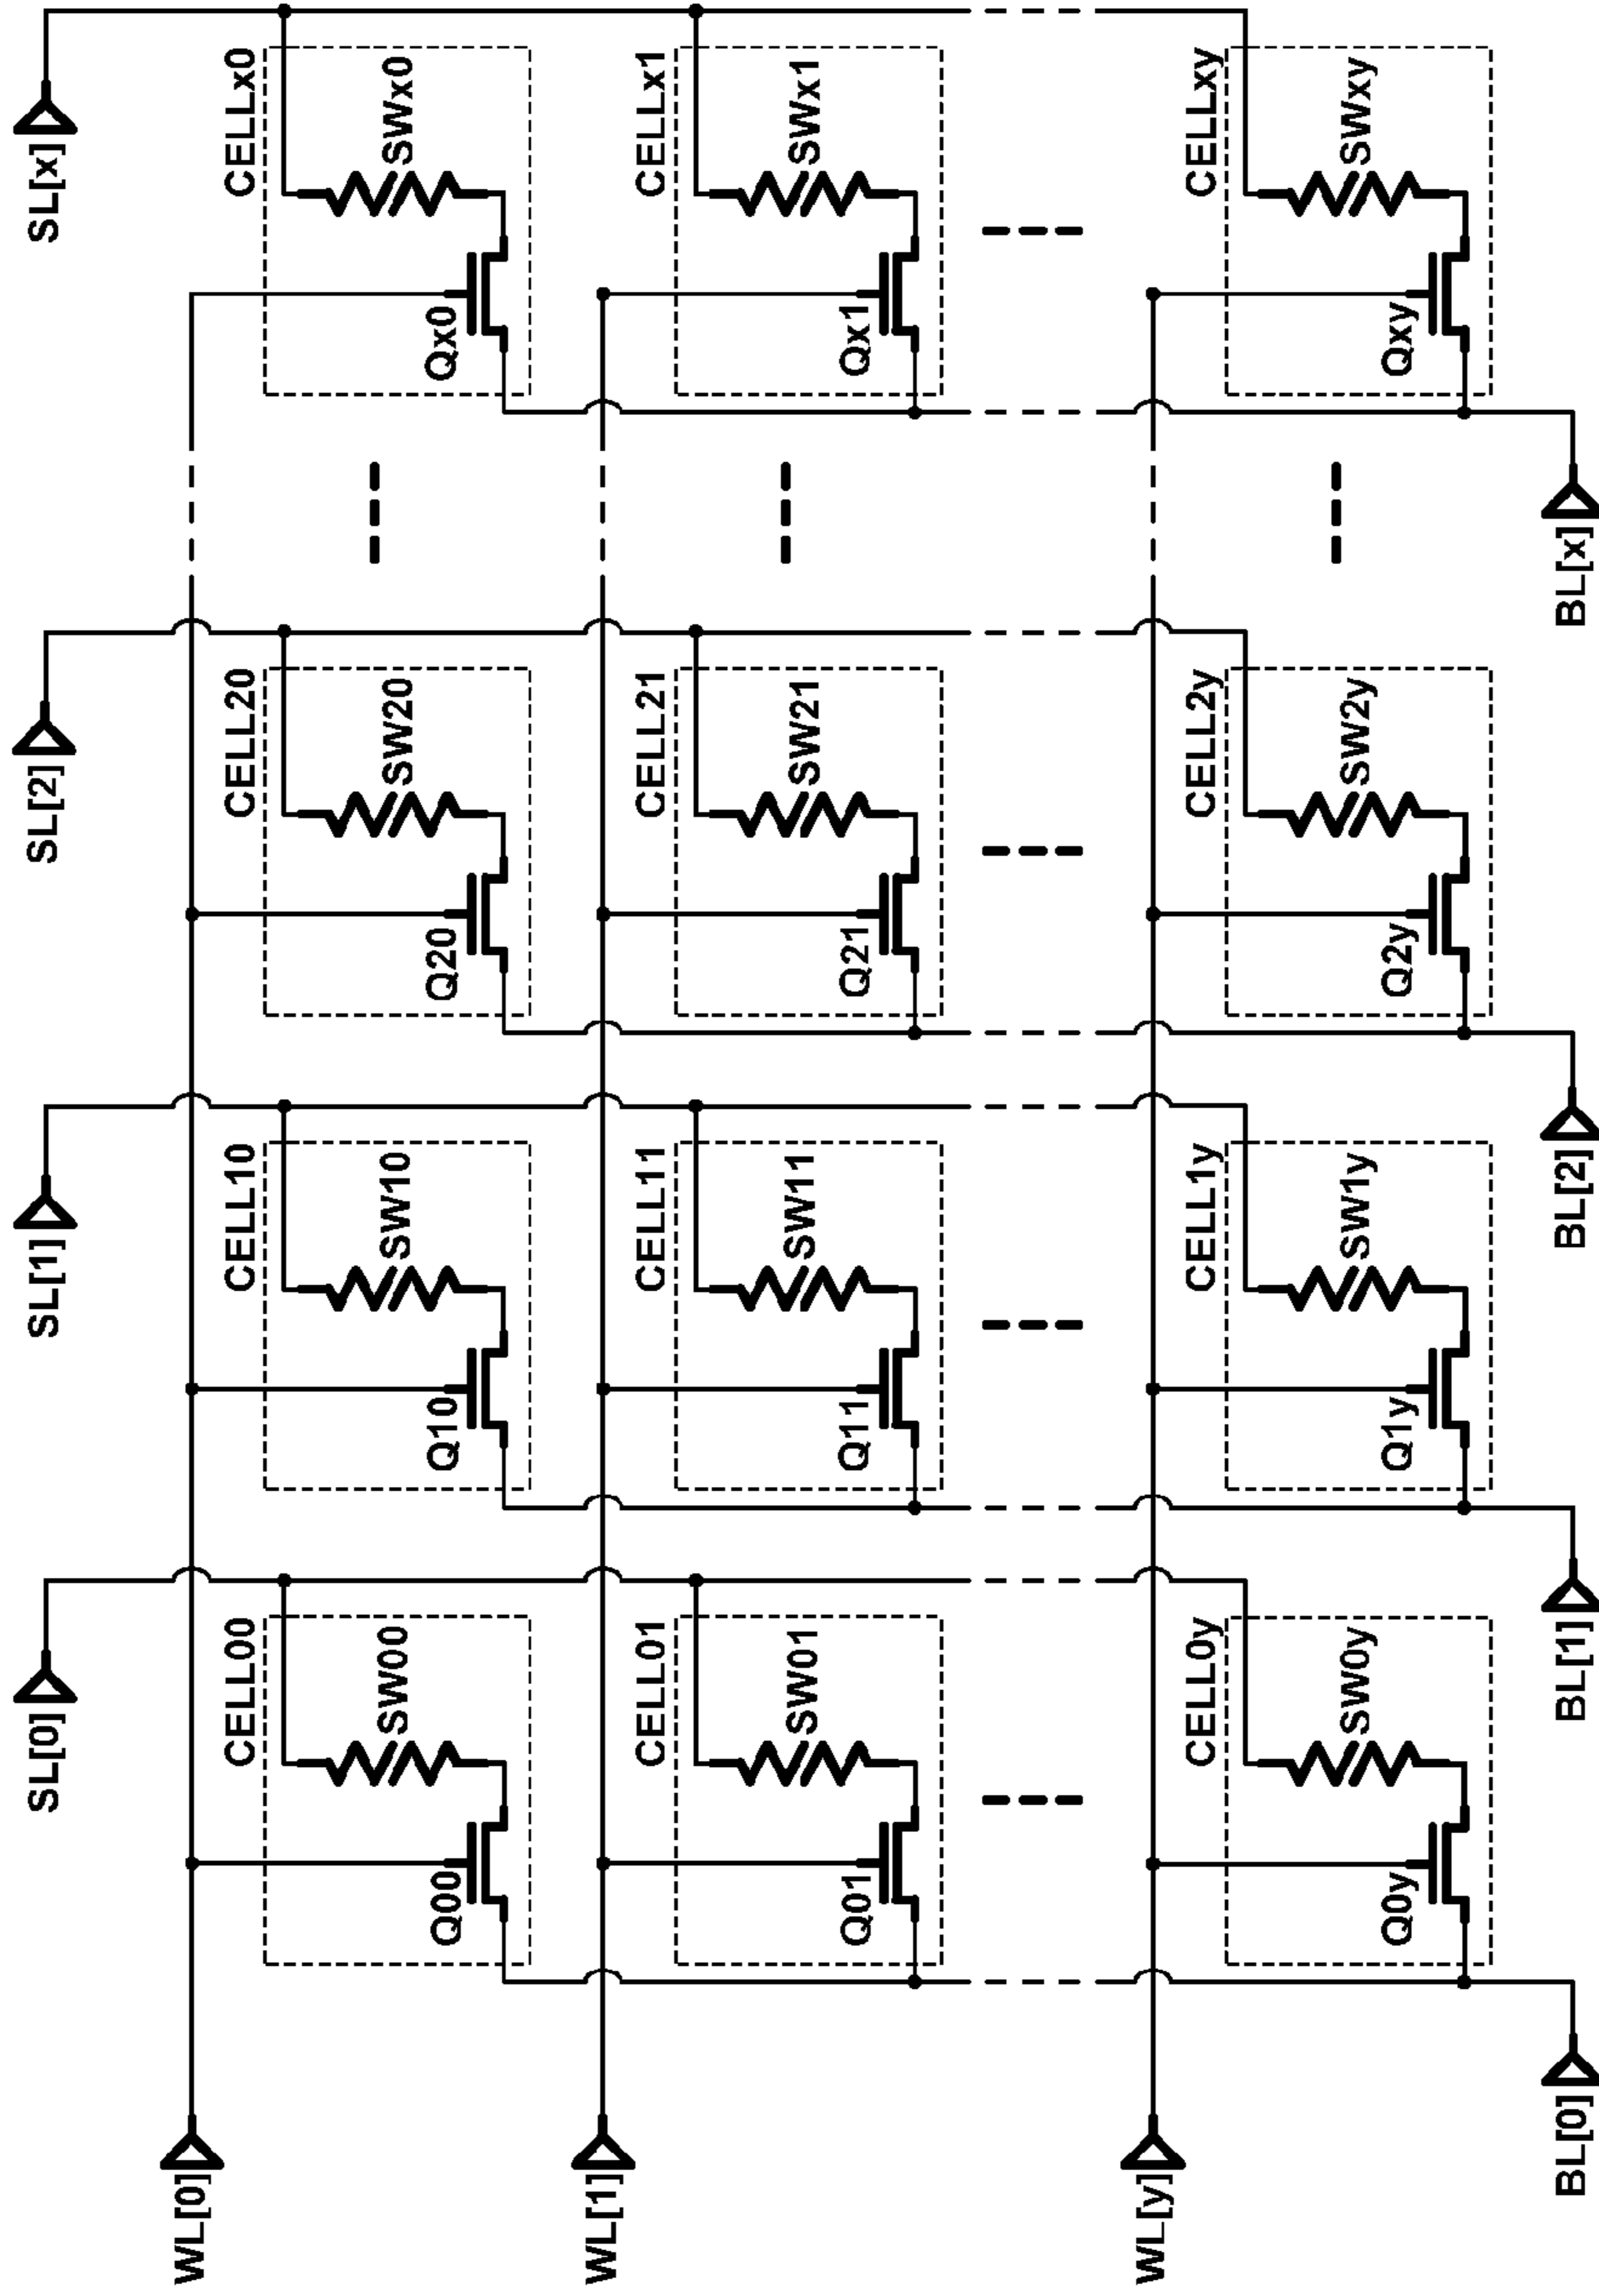 SL[0]
SL[1]
SL[2]
SL[x]
WL[0]
CELL00
CELL10
CELL20
CELLx0
SW00
SW10
SW20
SWx0
Q00
Q10
Q20
Qx0
WL[1]
CELL01
CELL11
CELL21
CELLx1
SW01
SW11
SW21
SWx1
Q01
Q11
Q21
Qx1
WL[y]
CELL0y
CELL1y
CELL2y
CELLxy
SW0y
SW1y
SW2y
SWxy
Q0y
Q1y
Q2y
Qxy
BL[0]
BL[1]
BL[2]
BL[x]